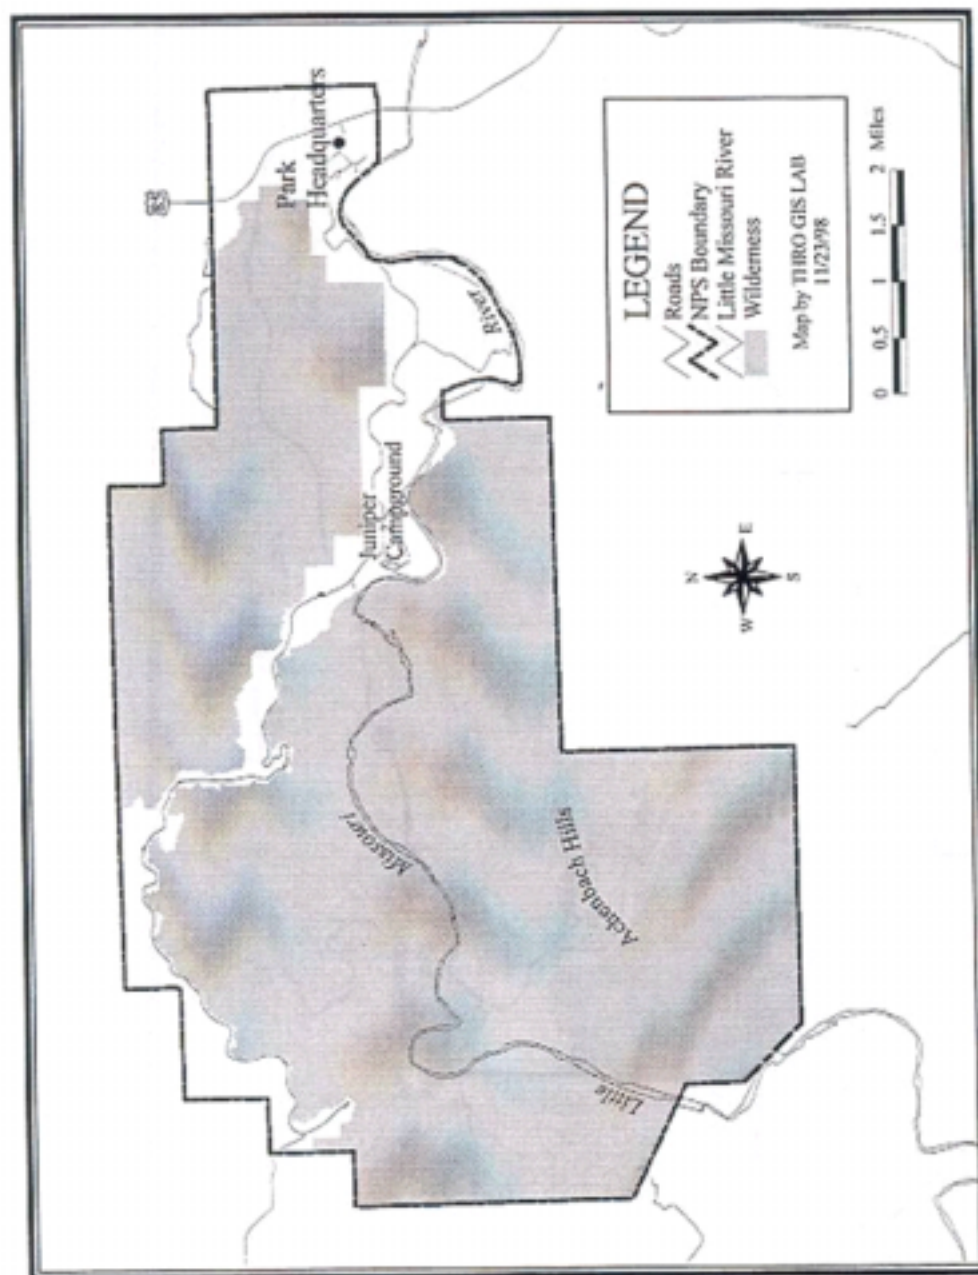 85
Park
Headquarters
River
Juniper
Campground
Missouri
Achenbach Hills
Little
N
W
E
S
LEGEND
Roads
NPS Boundary
Little Missouri River
Wilderness
Map by THRO GIS LAB
11/23/98
0 0.5 1 1.5 2 Miles